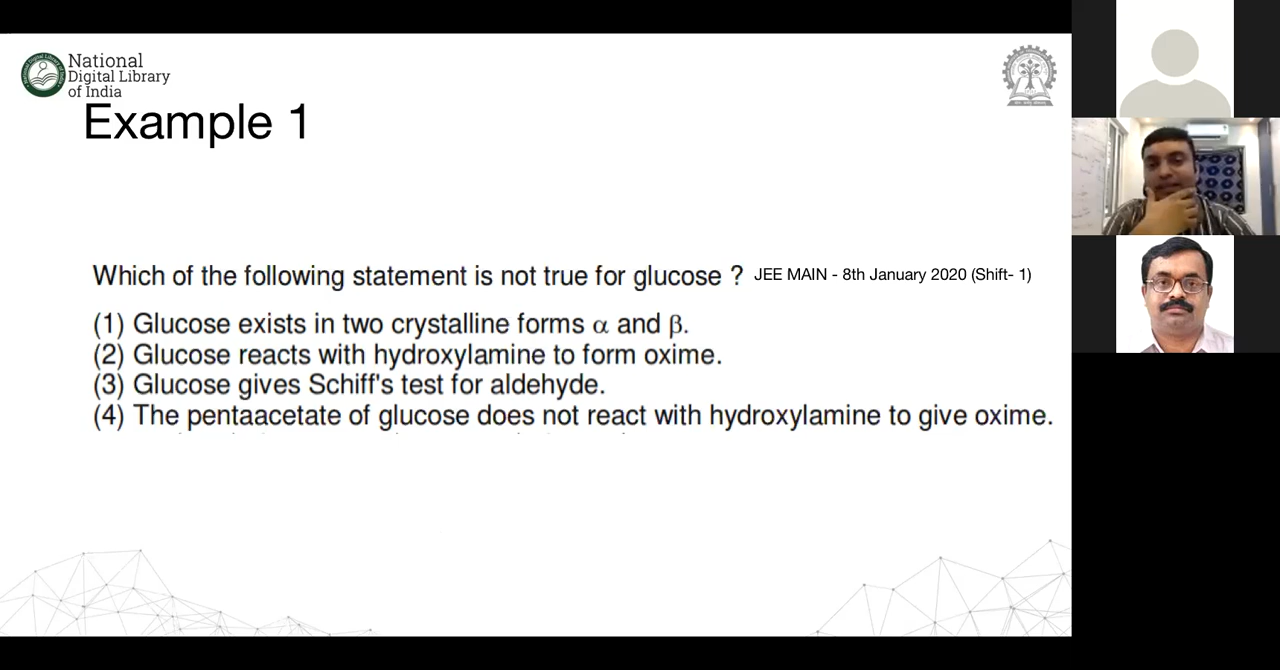 National
Digital Library
of India
Example 1
Which of the following statement is not true for glucose ? JEE MAIN - 8th January 2020 (Shift- 1)
(1) Glucose exists in two crystalline forms α and β.
(2) Glucose reacts with hydroxylamine to form oxime.
(3) Glucose gives Schiff's test for aldehyde.
(4) The pentaacetate of glucose does not react with hydroxylamine to give oxime.